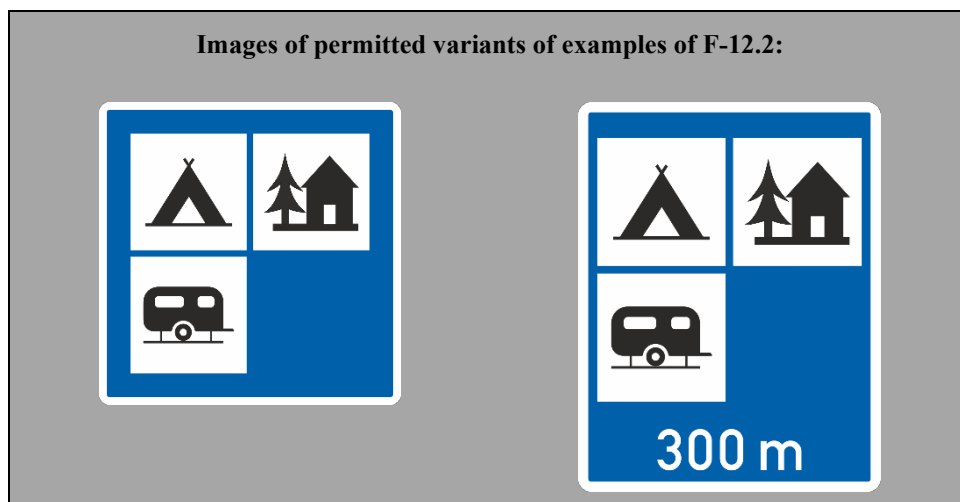 Images of permitted variants of examples of F-12.2:
300 m